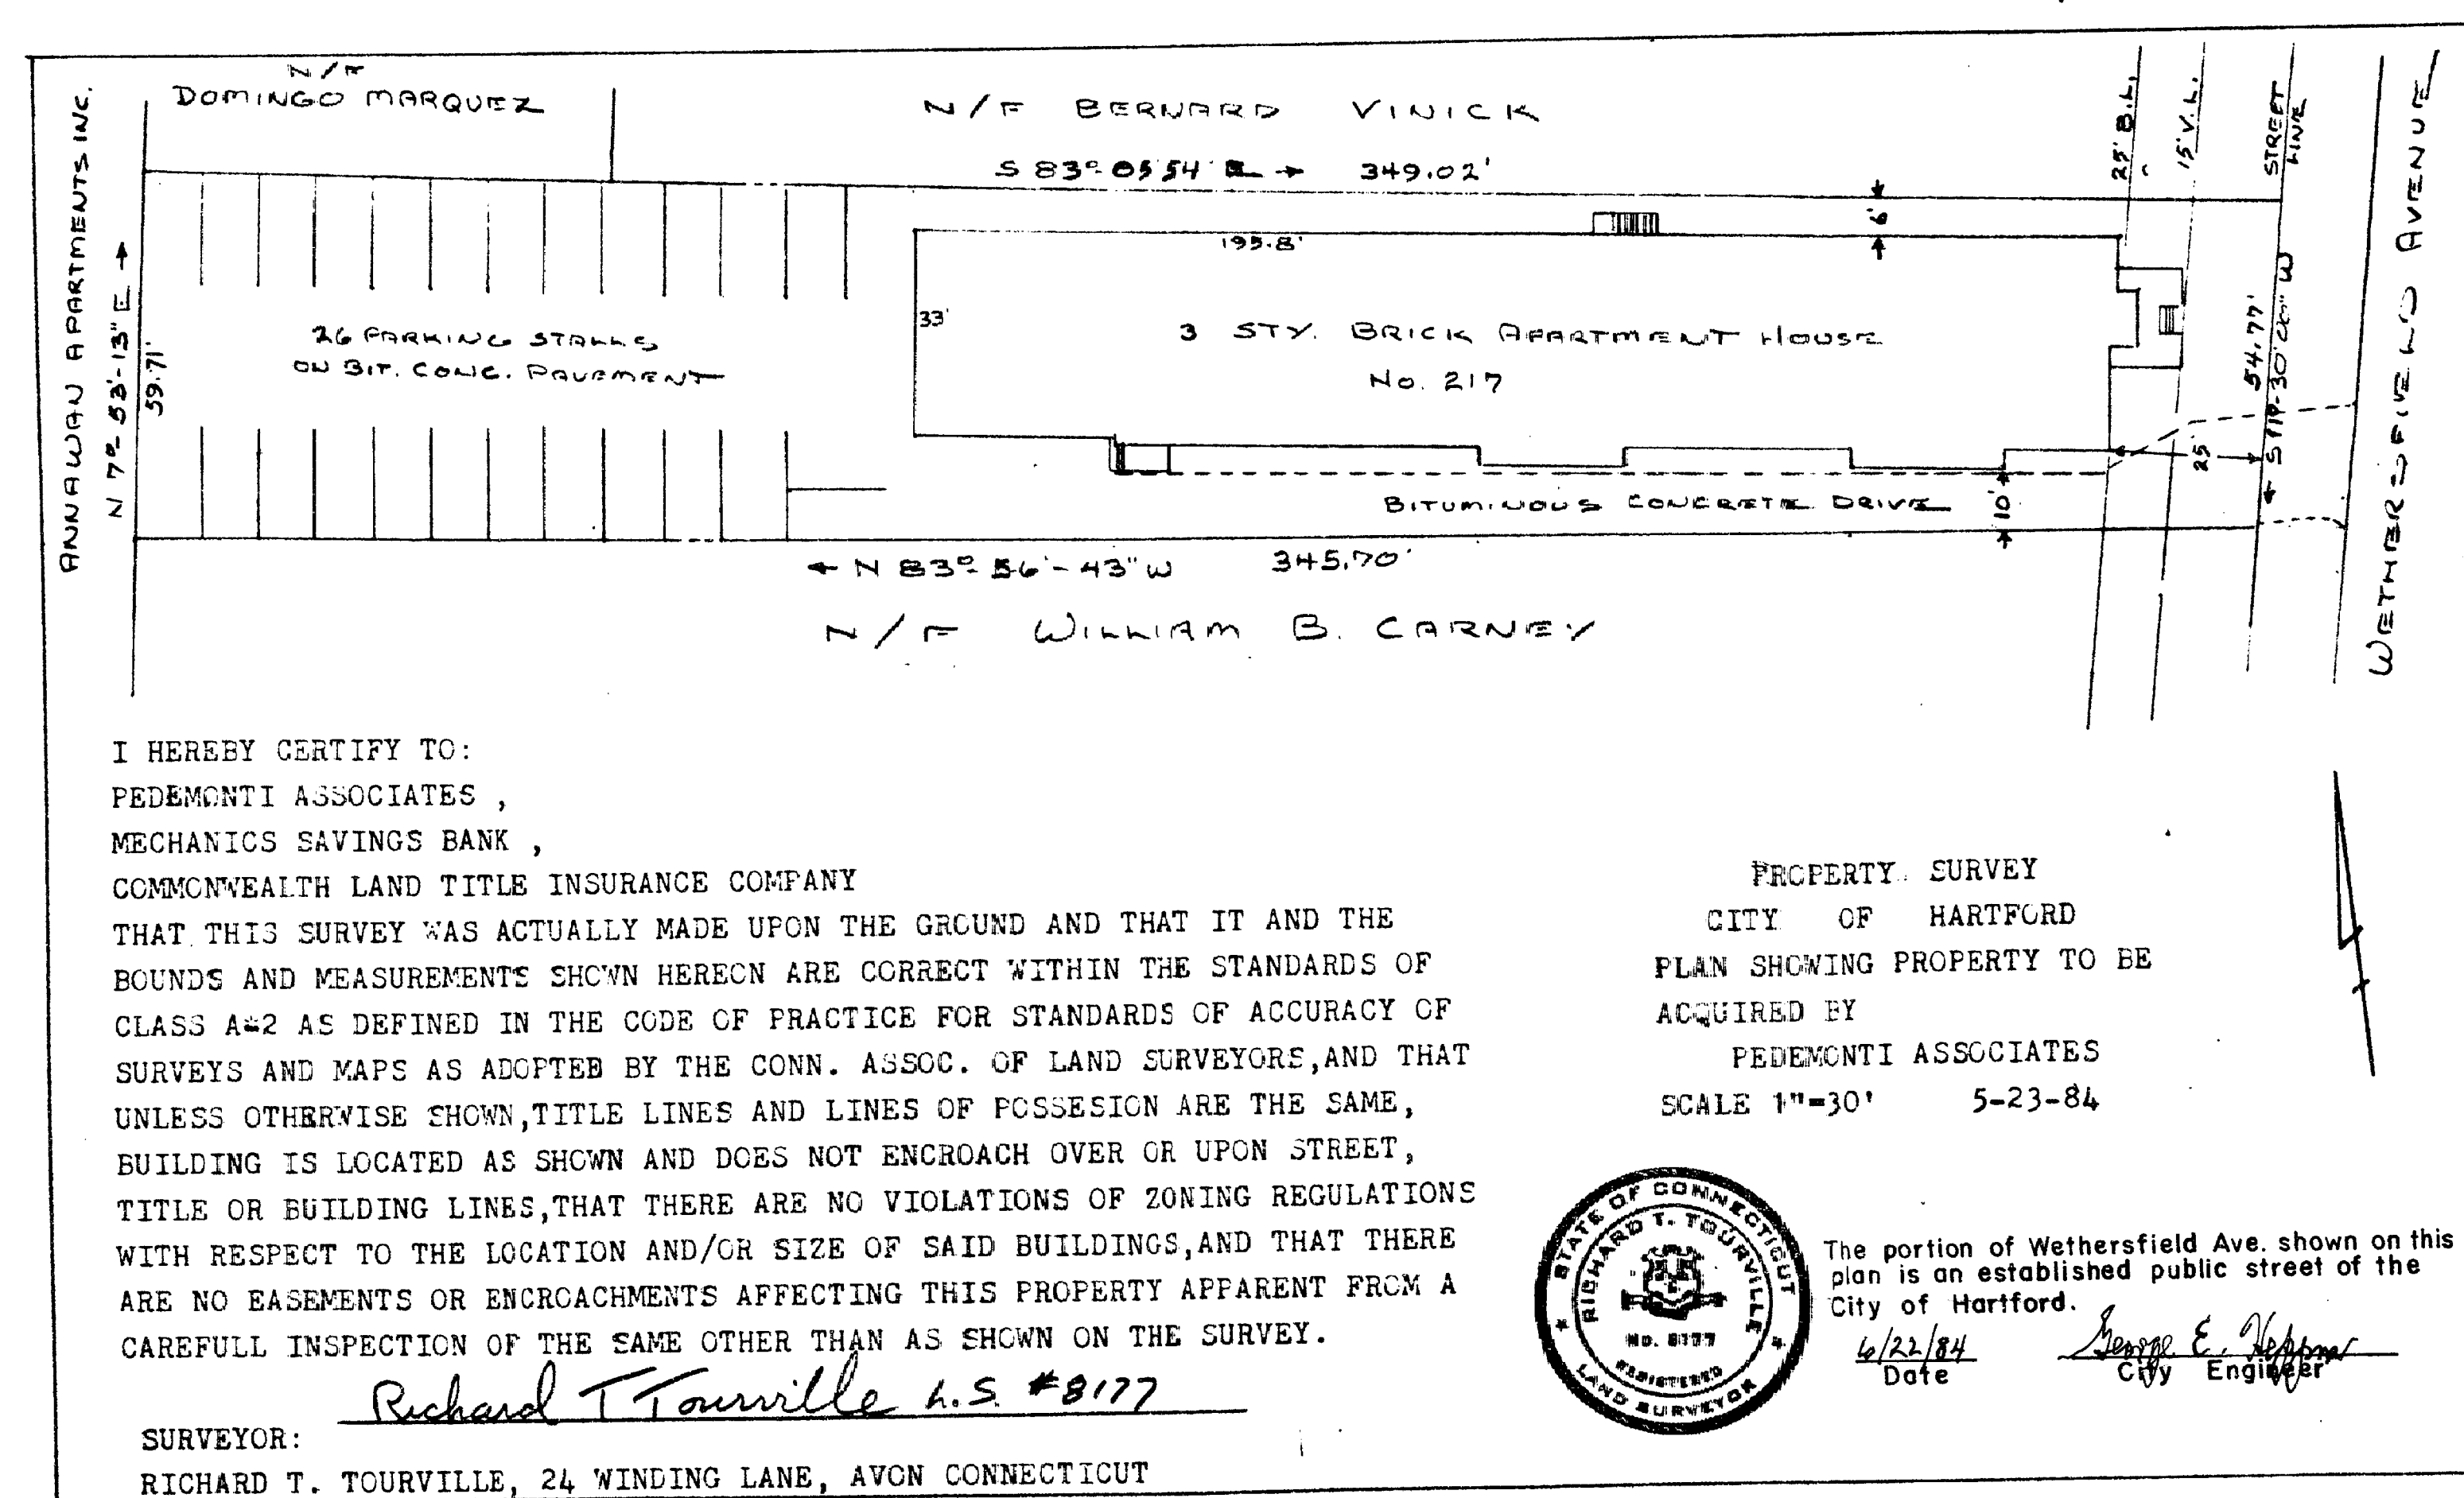 N/F
DOMINGO MARQUEZ
N/F BERNARD VINICK
S 83°-05'54" E → 349.02'
25' B.L.
15' V.L.
STREET LINE
WETHERSFIELD AVENUE
ANNAWAN APARTMENTS INC.
N 7°-53'-13" E →
59.71'
26 PARKING STALLS
ON BIT. CONC. PAVEMENT
195.8'
6'
33'
3 STY. BRICK APARTMENT HOUSE
No. 217
54.77'
25'
BITUMINOUS CONCRETE DRIVE
10'
← N 83°-56'-43" W 345.70'
N/F WILLIAM B. CARNEY
I HEREBY CERTIFY TO:
PEDEMONTI ASSOCIATES ,
MECHANICS SAVINGS BANK ,
COMMONWEALTH LAND TITLE INSURANCE COMPANY
THAT THIS SURVEY WAS ACTUALLY MADE UPON THE GROUND AND THAT IT AND THE
BOUNDS AND MEASUREMENTS SHOWN HEREON ARE CORRECT WITHIN THE STANDARDS OF
CLASS A-2 AS DEFINED IN THE CODE OF PRACTICE FOR STANDARDS OF ACCURACY OF
SURVEYS AND MAPS AS ADOPTED BY THE CONN. ASSOC. OF LAND SURVEYORS,AND THAT
UNLESS OTHERWISE SHOWN,TITLE LINES AND LINES OF POSSESION ARE THE SAME,
BUILDING IS LOCATED AS SHOWN AND DOES NOT ENCROACH OVER OR UPON STREET,
TITLE OR BUILDING LINES,THAT THERE ARE NO VIOLATIONS OF ZONING REGULATIONS
WITH RESPECT TO THE LOCATION AND/OR SIZE OF SAID BUILDINGS,AND THAT THERE
ARE NO EASEMENTS OR ENCROACHMENTS AFFECTING THIS PROPERTY APPARENT FROM A
CAREFULL INSPECTION OF THE SAME OTHER THAN AS SHOWN ON THE SURVEY.
Richard T Tourville L.S. #8177
SURVEYOR:
RICHARD T. TOURVILLE, 24 WINDING LANE, AVON CONNECTICUT
PROPERTY SURVEY
CITY OF HARTFORD
PLAN SHOWING PROPERTY TO BE
ACQUIRED BY
PEDEMONTI ASSOCIATES
SCALE 1"=30' 5-23-84
STATE OF CONNECTICUT
RICHARD T. TOURVILLE
NO. 8177
REGISTERED
LAND SURVEYOR
The portion of Wethersfield Ave. shown on this
plan is an established public street of the
City of Hartford.
6/22/84 George E.
Date City Engineer